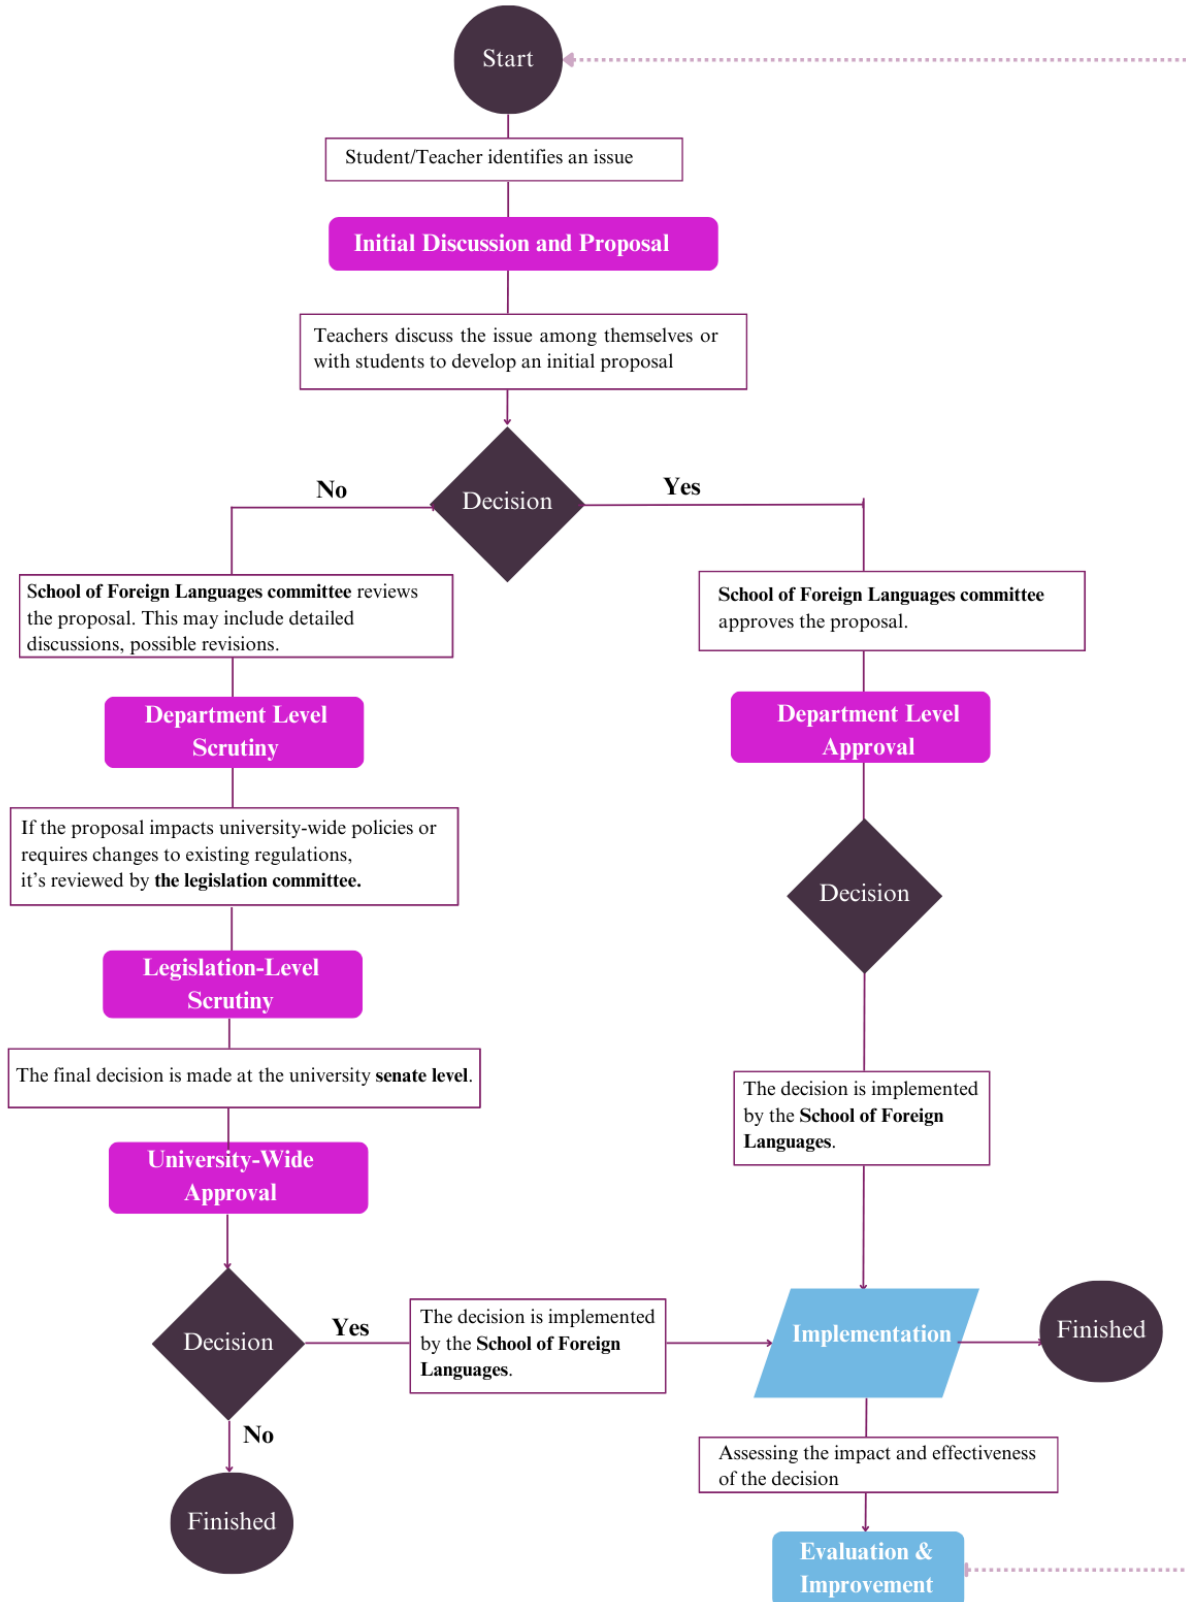 Start
Student/Teacher identifies an issue
Initial Discussion and Proposal
Teachers discuss the issue among themselves or
with students to develop an initial proposal
Decision
No
Yes
School of Foreign Languages committee reviews
the proposal. This may include detailed
discussions, possible revisions.
School of Foreign Languages committee
approves the proposal.
Department Level
Scrutiny
Department Level
Approval
If the proposal impacts university-wide policies or
requires changes to existing regulations,
it’s reviewed by the legislation committee.
Decision
Legislation-Level
Scrutiny
The final decision is made at the university senate level.
The decision is implemented
by the School of Foreign
Languages.
University-Wide
Approval
Decision
Yes
The decision is implemented
by the School of Foreign
Languages.
Implementation
Finished
No
Finished
Assessing the impact and effectiveness
of the decision
Evaluation &
Improvement